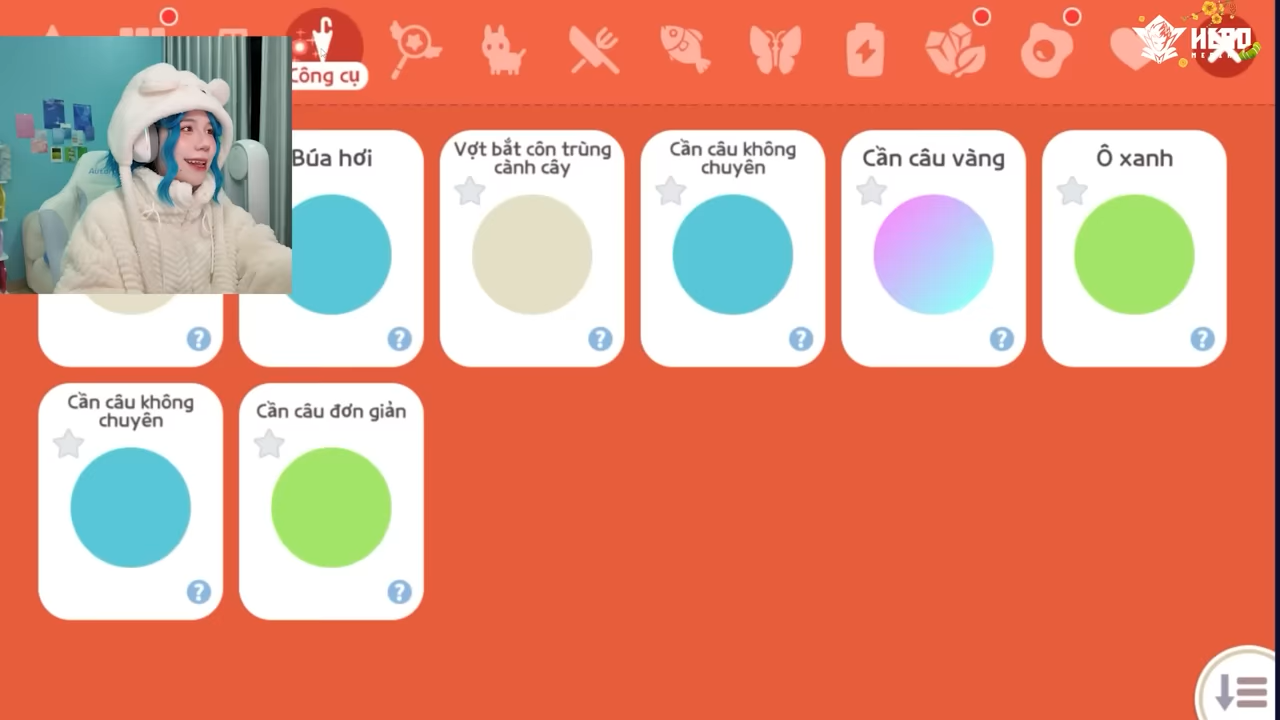 Công cụ
HERO
Búa hơi
Vợt bắt côn trùng
cành cây
Cần câu không
chuyên
Cần câu vàng
Ô xanh
?
?
?
?
?
?
Cần câu không
chuyên
Cần câu đơn giản
?
?